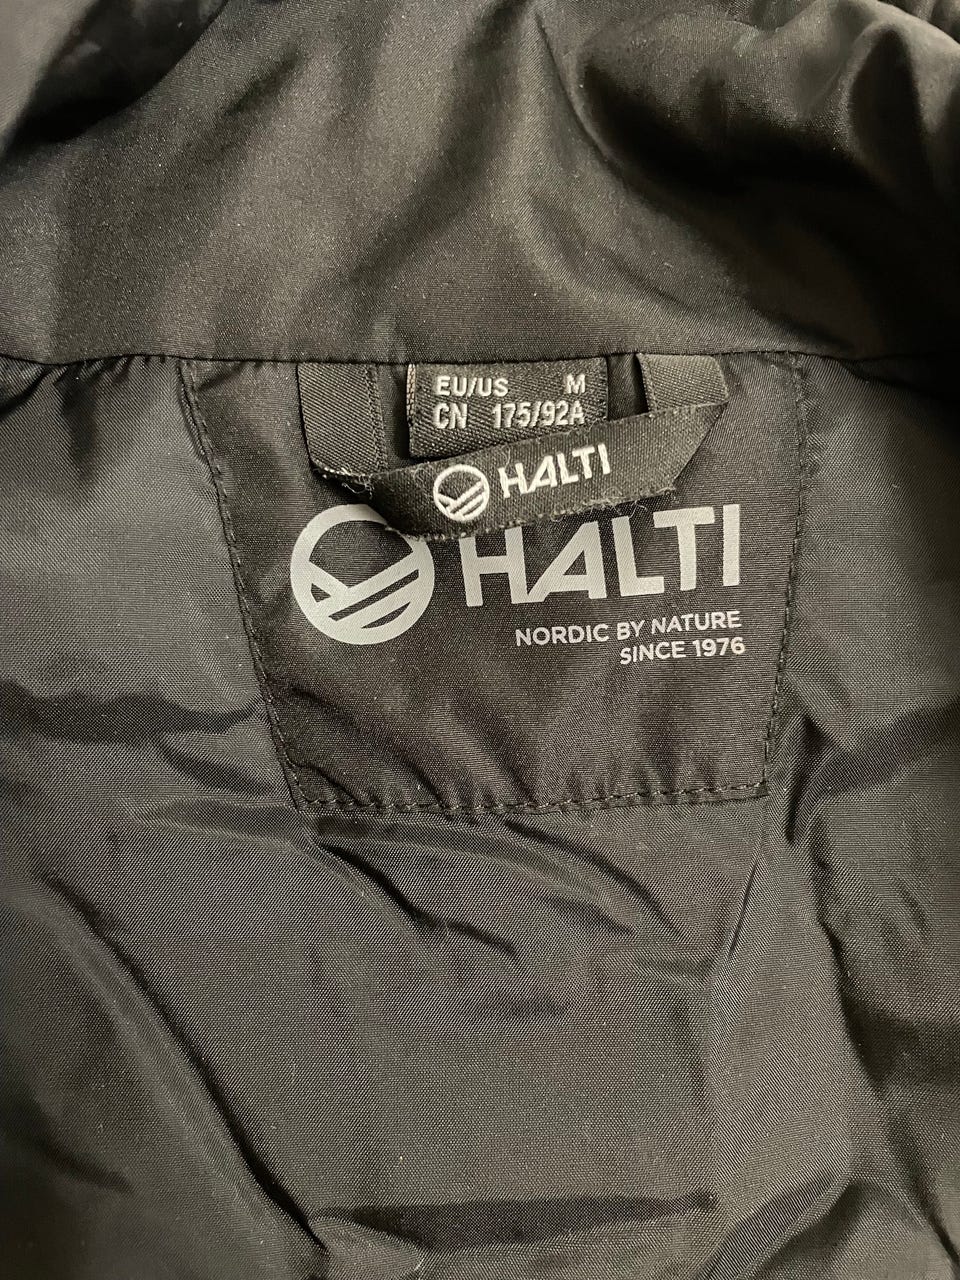 EU/US M
CN 175/92A
HALTI
HALTI
NORDIC BY NATURE
SINCE 1976